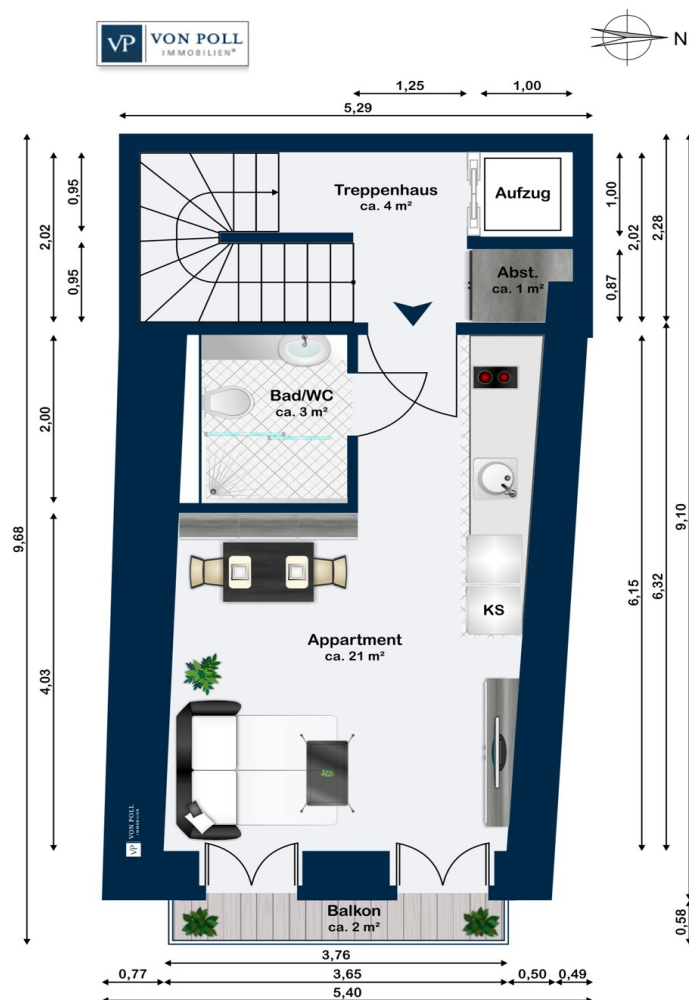 VP VON POLL
IMMOBILIEN®
N
1,25
1,00
5,29
Treppenhaus
ca. 4 m²
Aufzug
Abst.
ca. 1 m²
0,95
2,02
0,95
1,00
2,02
2,28
0,87
Bad/WC
ca. 3 m²
2,00
9,68
4,03
KS
Appartment
ca. 21 m²
6,15
6,32
9,10
VP VON POLL
IMMOBILIEN
Balkon
ca. 2 m²
0,58
3,76
0,77
3,65
0,50
0,49
5,40